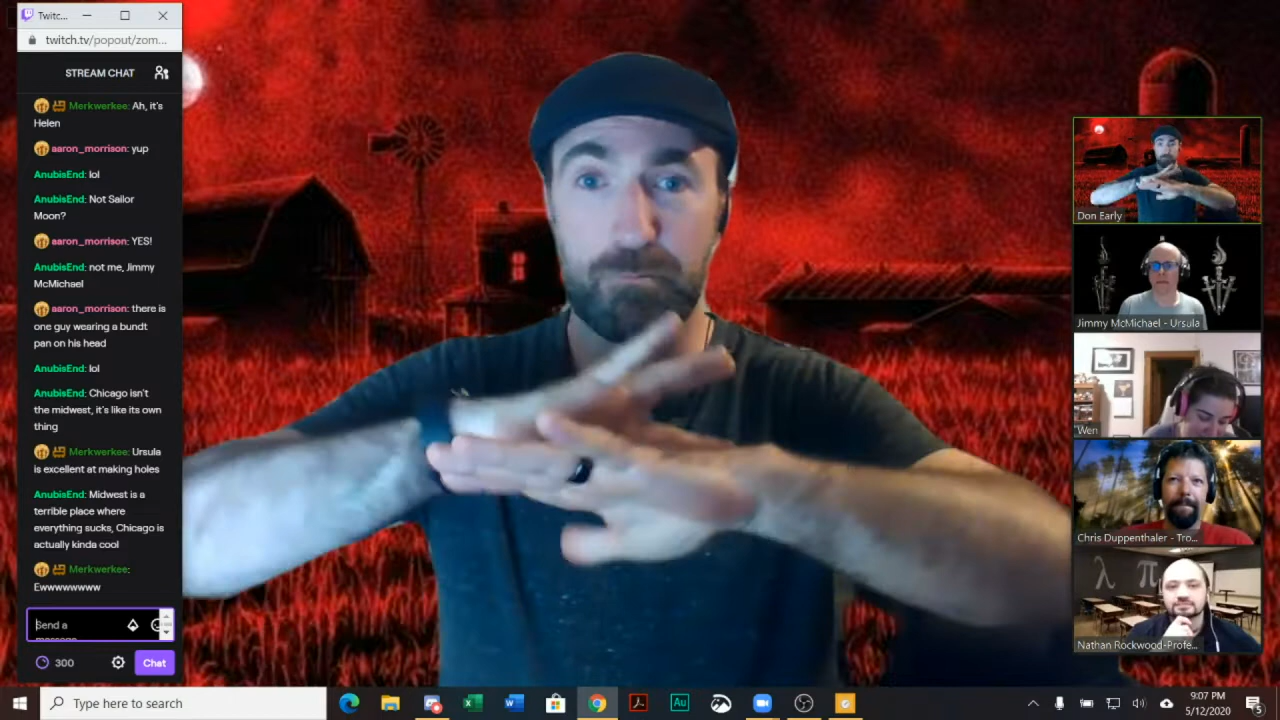 Twitc...
twitch.tv/popout/zom...
STREAM CHAT
Merkwerkee: Ah, it's
Helen
aaron_morrison: yup
AnubisEnd: lol
AnubisEnd: Not Sailor
Moon?
aaron_morrison: YES!
AnubisEnd: not me, Jimmy
McMichael
aaron_morrison: there is
one guy wearing a bundt
pan on his head
AnubisEnd: lol
AnubisEnd: Chicago isn't
the midwest, it's like its own
thing
Merkwerkee: Ursula
is excellent at making holes
AnubisEnd: Midwest is a
terrible place where
everything sucks, Chicago is
actually kinda cool
Merkwerkee:
Ewwwwwwww
Send a
message
300
Chat
Don Early
Jimmy McMichael - Ursula
"Wen
Chris Duppenthaler - Tro...
λ π
Nathan Rockwood-Profe...
Type here to search
Au
9:07 PM
5/12/2020
5